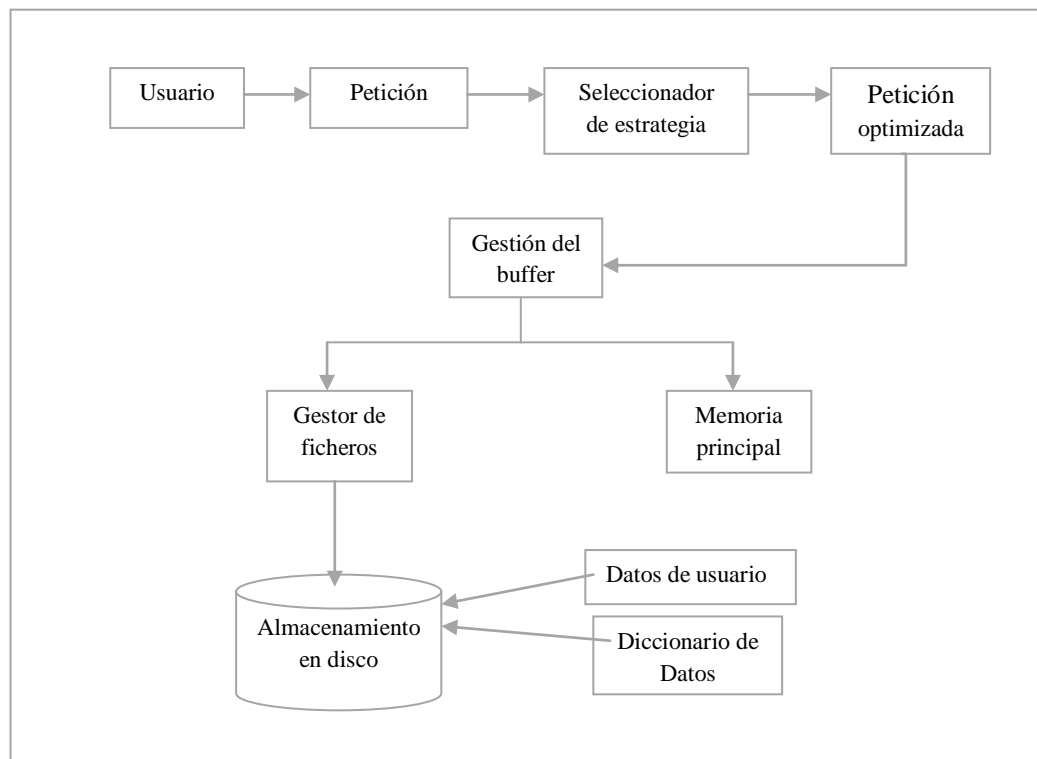 Usuario
Petición
Seleccionador
de estrategia
Petición
optimizada
Gestión del
buffer
Gestor de
ficheros
Memoria
principal
Datos de usuario
Almacenamiento
en disco
Diccionario de
Datos